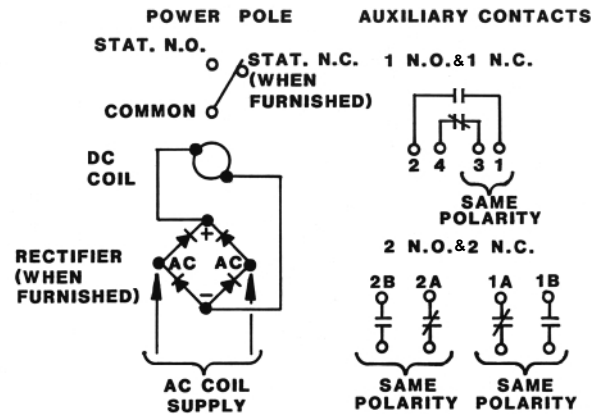 POWER POLE
STAT. N.O.
STAT. N.C.
(WHEN
FURNISHED)
COMMON
DC
COIL
+
AC AC
−
RECTIFIER
(WHEN
FURNISHED)
AC COIL
SUPPLY
AUXILIARY CONTACTS
1 N.O.&1 N.C.
2 4 3 1
SAME
POLARITY
2 N.O.&2 N.C.
2B 2A 1A 1B
SAME
POLARITY
SAME
POLARITY